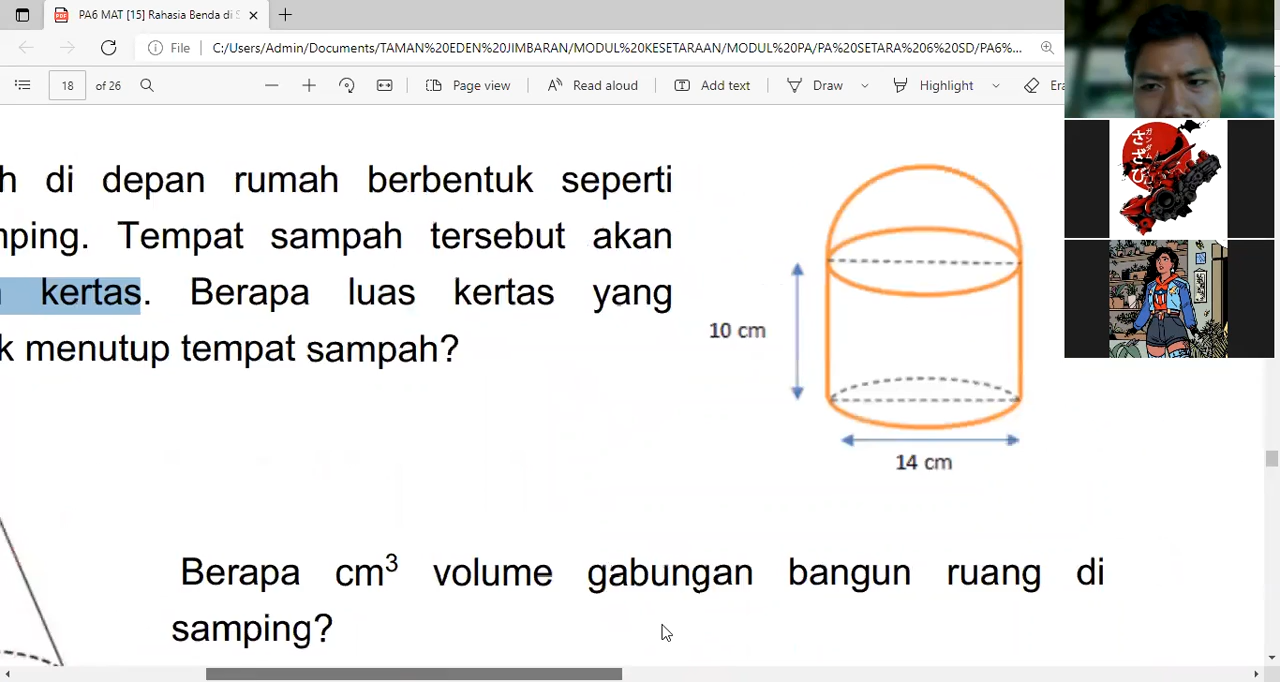 PA6 MAT [15] Rahasia Benda di S
File C:/Users/Admin/Documents/TAMAN%20EDEN%20JIMBARAN/MODUL%20KESETARAAN/MODUL%20PA/PA%20SETARA%206%20SD/PA6%...
18 of 26 Page view Read aloud Add text Draw Highlight Era
h di depan rumah berbentuk seperti
nping. Tempat sampah tersebut akan
kertas. Berapa luas kertas yang
k menutup tempat sampah?
10 cm
14 cm
Berapa cm³ volume gabungan bangun ruang di
samping?